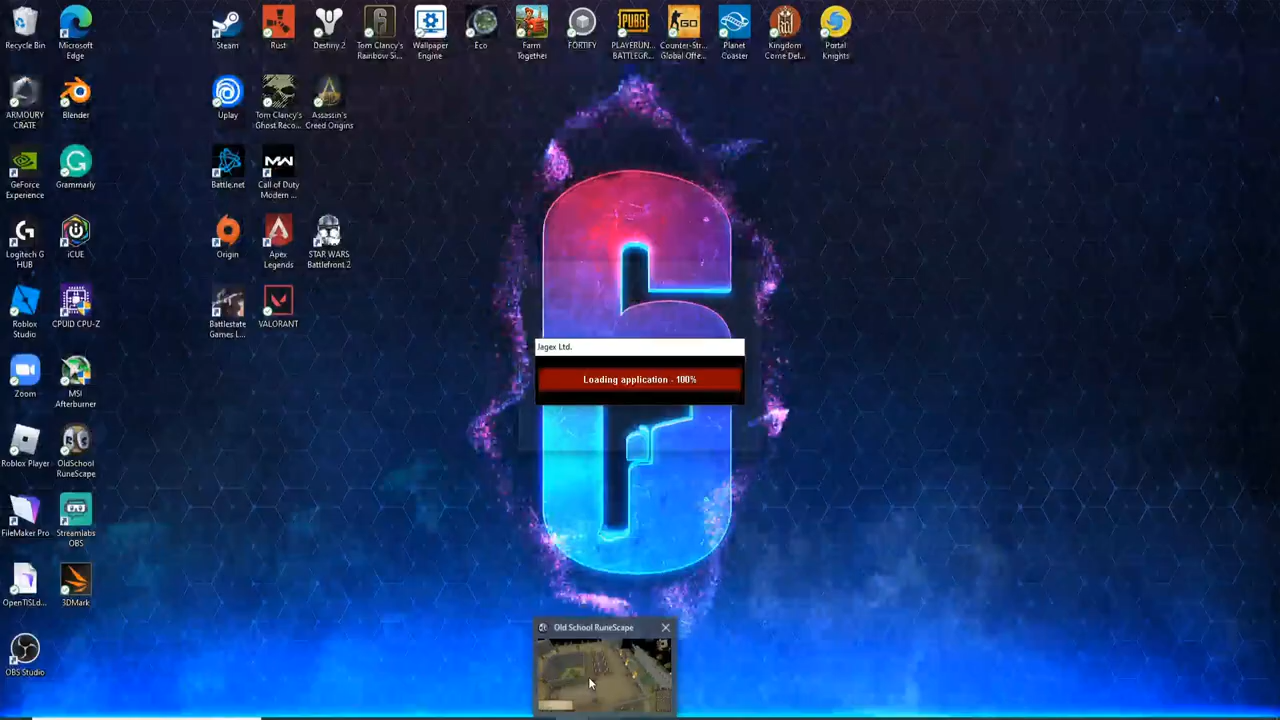 Recycle Bin
Microsoft
Edge
Steam
Rust
Destiny 2
Tom Clancy's
Rainbow Si...
Wallpaper
Engine
Eco
Farm
Together
FORTIFY
PLAYERUN...
BATTLEGR...
Counter-Str...
Global Offe...
Planet
Coaster
Kingdom
Come Del...
Portal
Knights
ARMOURY
CRATE
Blender
Uplay
Tom Clancy's
Ghost Reco...
Assassin's
Creed Origins
GeForce
Experience
Grammarly
Battle.net
Call of Duty
Modern ...
Logitech G
HUB
iCUE
Origin
Apex
Legends
STAR WARS
Battlefront 2
Roblox
Studio
CPUID CPU-Z
Battlestate
Games L...
VALORANT
Jagex Ltd.
Loading application - 100%
Zoom
MSI
Afterburner
Roblox Player
OldSchool
RuneScape
FileMaker Pro
Streamlabs
OBS
OpenTISLd...
3DMark
OBS Studio
Old School RuneScape